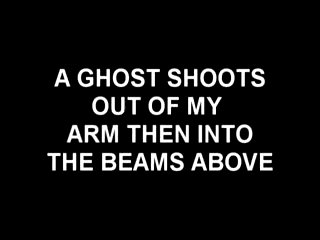 A GHOST SHOOTS
OUT OF MY
ARM THEN INTO
THE BEAMS ABOVE